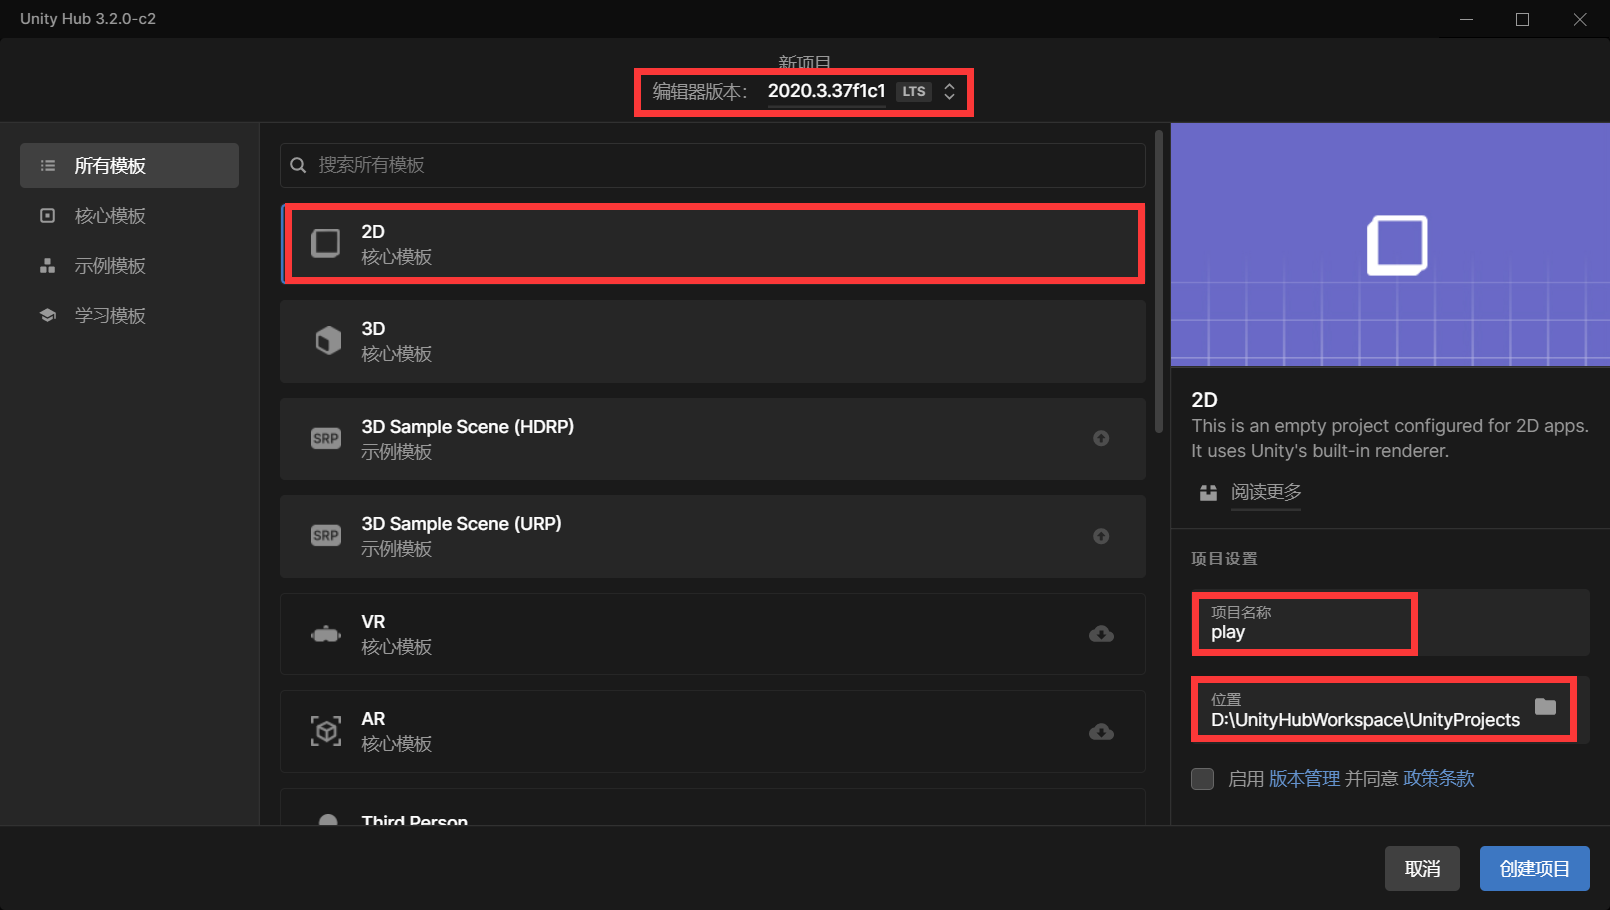 Unity Hub 3.2.0-c2
新项目
编辑器版本： 2020.3.37f1c1 LTS
所有模板
核心模板
示例模板
学习模板
搜索所有模板
2D
核心模板
3D
核心模板
SRP
3D Sample Scene (HDRP)
示例模板
SRP
3D Sample Scene (URP)
示例模板
VR
核心模板
AR
核心模板
Third Person
2D
This is an empty project configured for 2D apps.
It uses Unity's built-in renderer.
阅读更多
项目设置
项目名称
play
位置
D:\UnityHubWorkspace\UnityProjects
启用 版本管理 并同意 政策条款
取消
创建项目